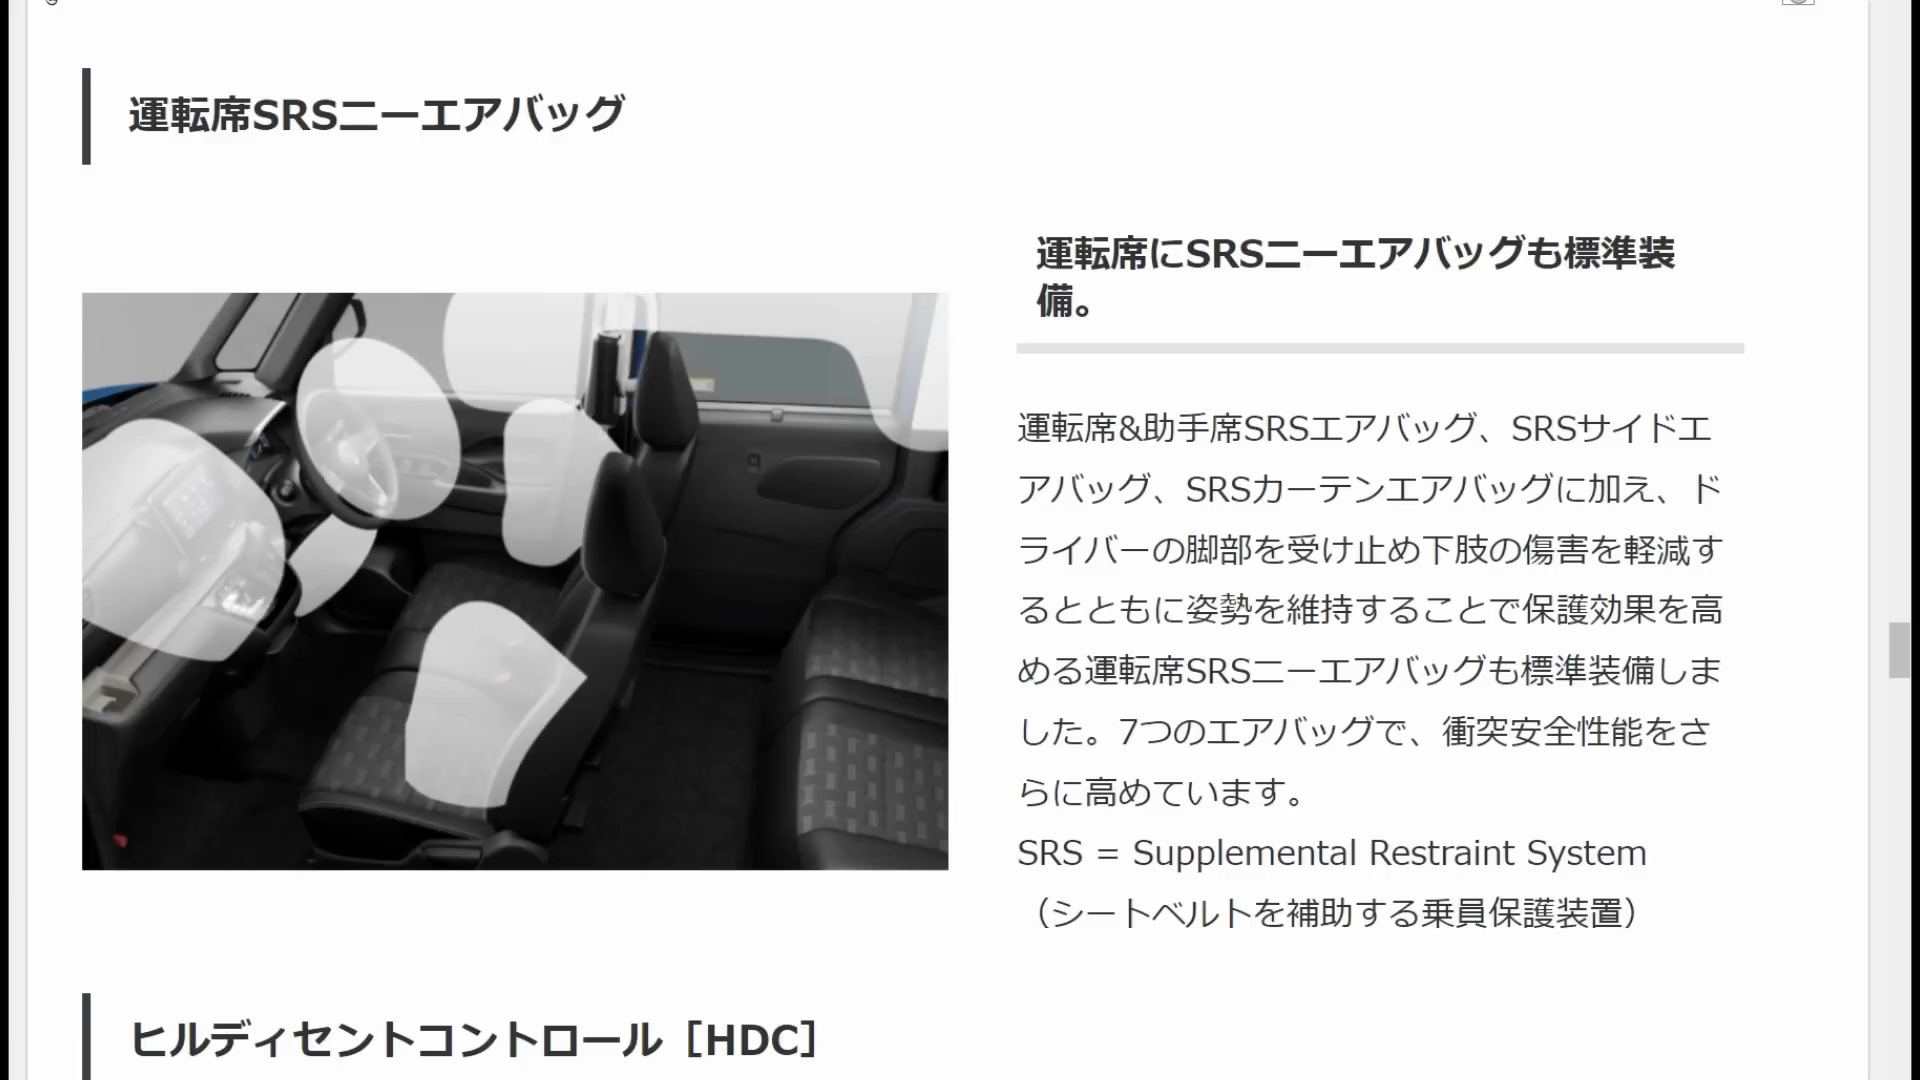 運転席SRSニーエアバッグ
運転席にSRSニーエアバッグも標準装
備。
運転席&助手席SRSエアバッグ、SRSサイドエ
アバッグ、SRSカーテンエアバッグに加え、ド
ライバーの脚部を受け止め下肢の傷害を軽減す
るとともに姿勢を維持することで保護効果を高
める運転席SRSニーエアバッグも標準装備しま
した。7つのエアバッグで、衝突安全性能をさ
らに高めています。
SRS = Supplemental Restraint System
（シートベルトを補助する乗員保護装置）
ヒルディセントコントロール［HDC］